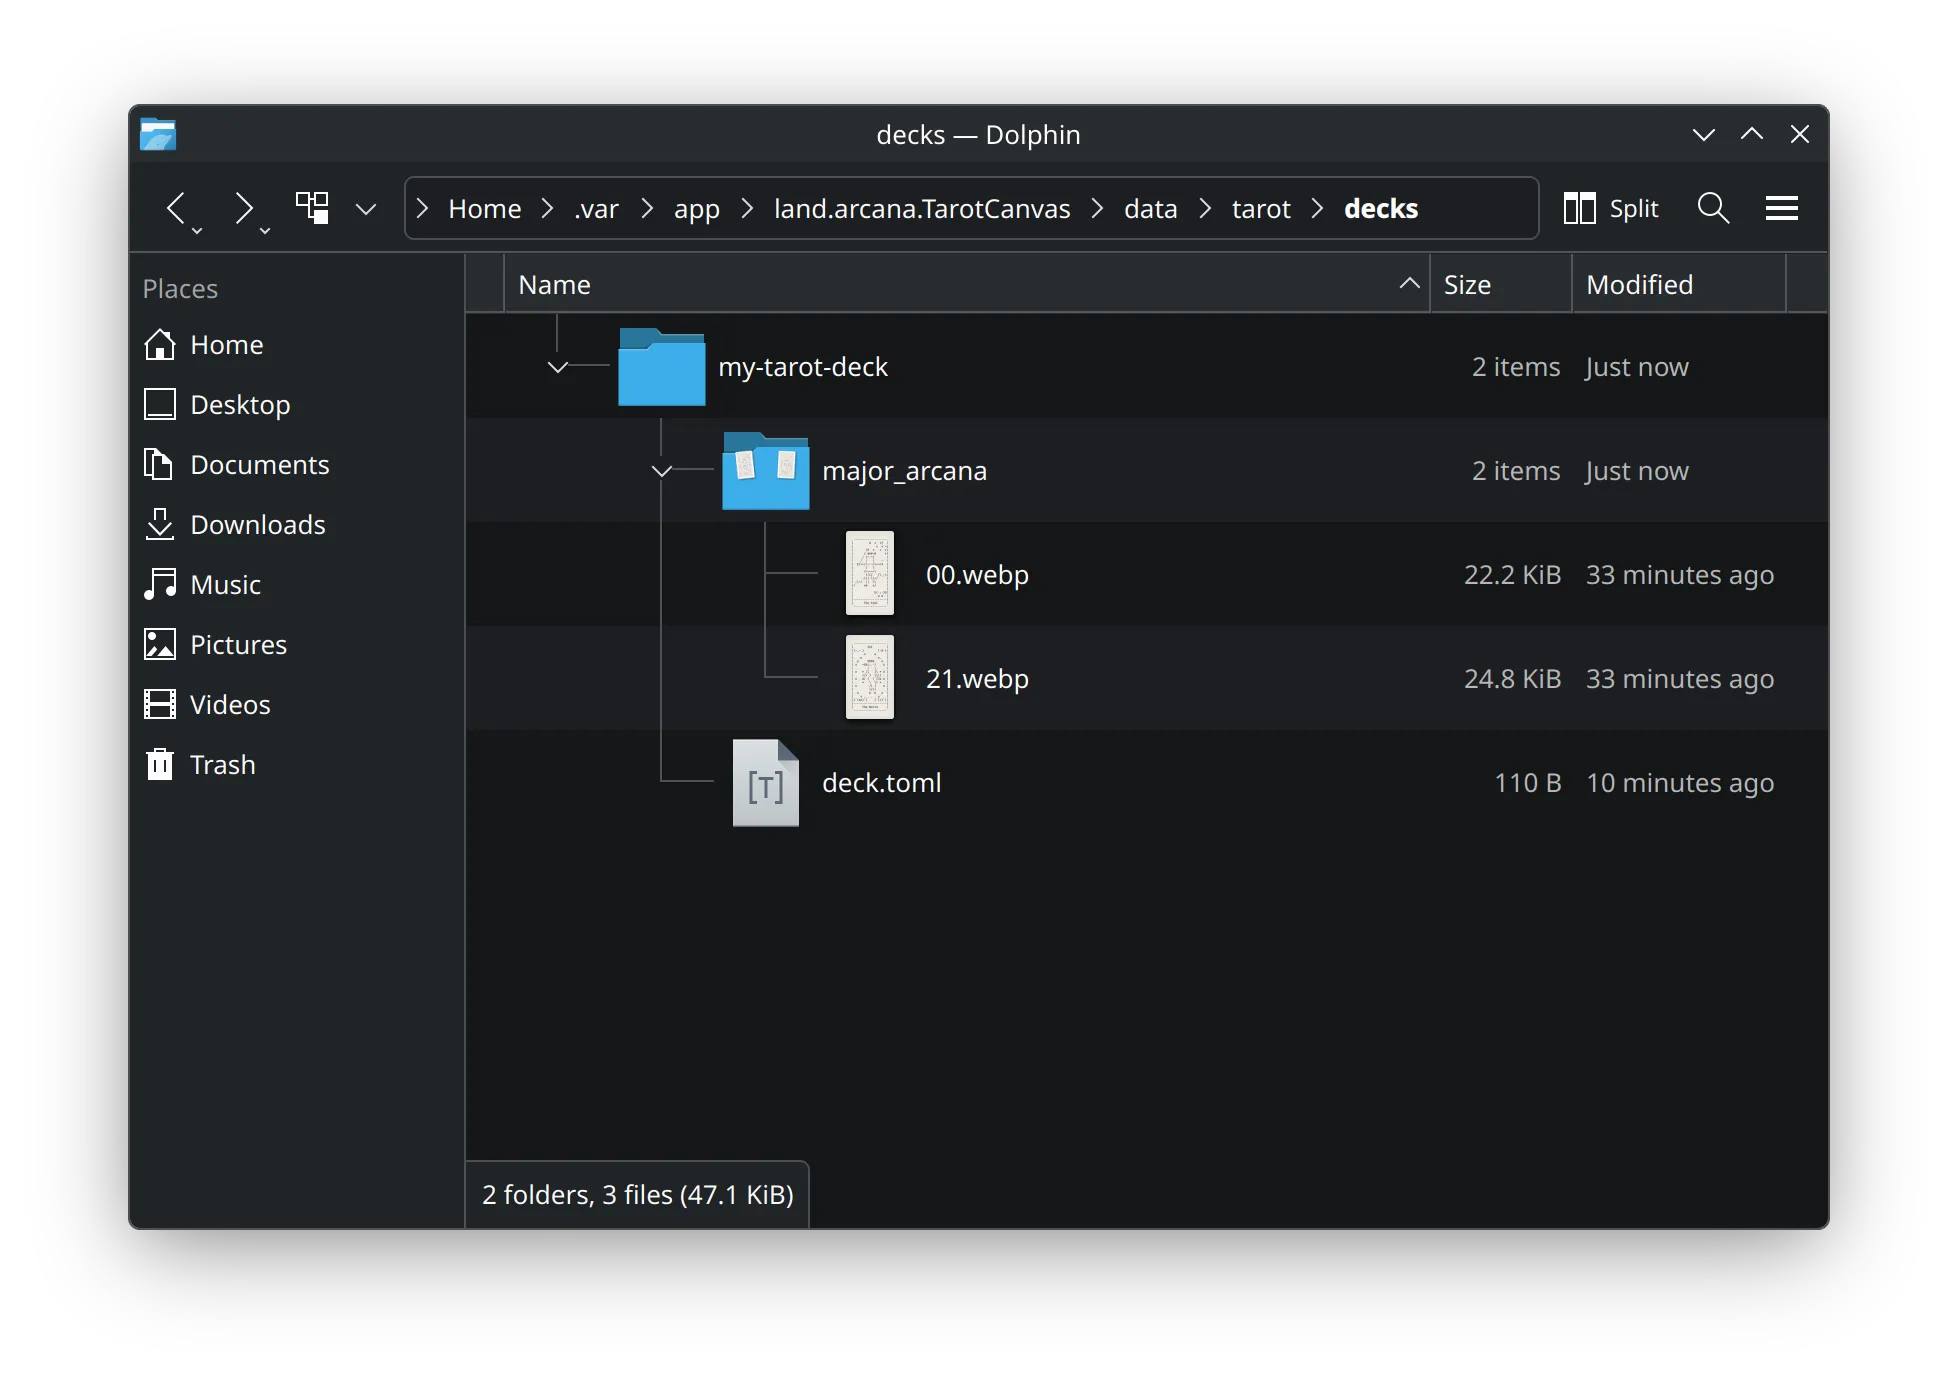 decks — Dolphin
Home .var app land.arcana.TarotCanvas data tarot decks Split
Places
Home
Desktop
Documents
Downloads
Music
Pictures
Videos
Trash
Name Size Modified
my-tarot-deck 2 items Just now
major_arcana 2 items Just now
00.webp 22.2 KiB 33 minutes ago
21.webp 24.8 KiB 33 minutes ago
[T]
deck.toml 110 B 10 minutes ago
2 folders, 3 files (47.1 KiB)